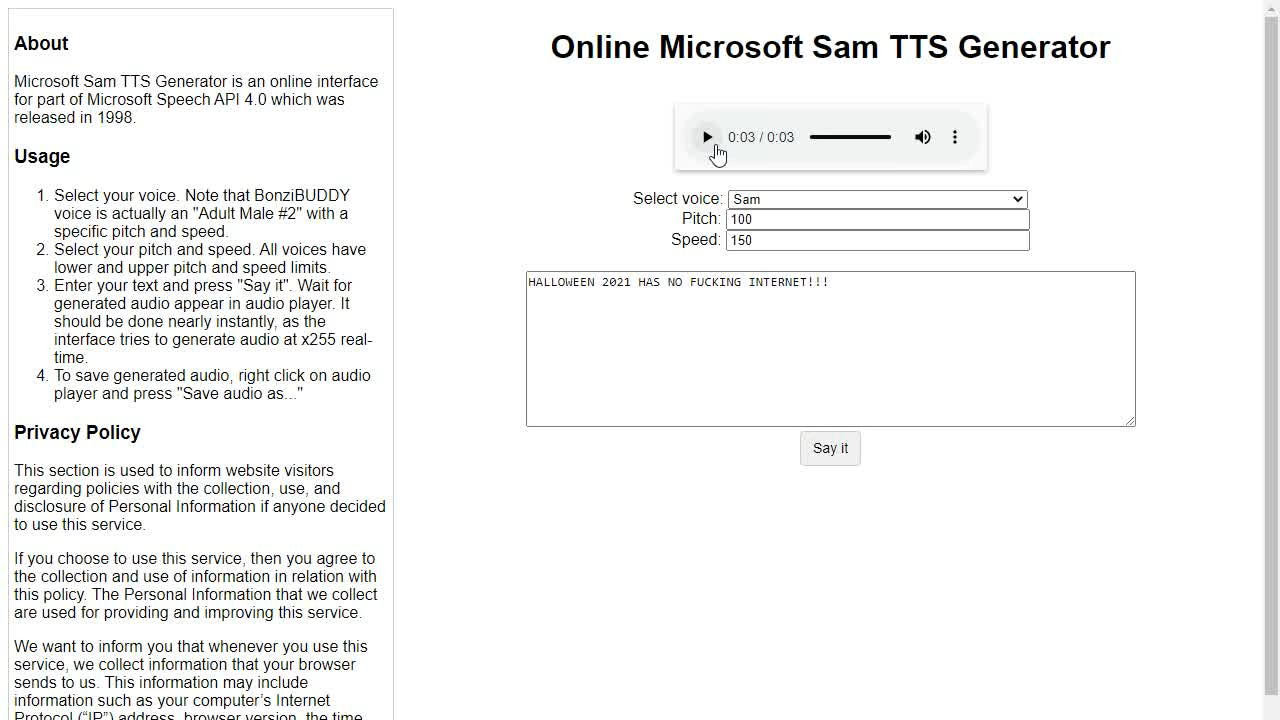 About
Microsoft Sam TTS Generator is an online interface
for part of Microsoft Speech API 4.0 which was
released in 1998.
Usage
1. Select your voice. Note that BonziBUDDY
voice is actually an "Adult Male #2" with a
specific pitch and speed.
2. Select your pitch and speed. All voices have
lower and upper pitch and speed limits.
3. Enter your text and press "Say it". Wait for
generated audio appear in audio player. It
should be done nearly instantly, as the
interface tries to generate audio at x255 real-
time.
4. To save generated audio, right click on audio
player and press "Save audio as..."
Privacy Policy
This section is used to inform website visitors
regarding policies with the collection, use, and
disclosure of Personal Information if anyone decided
to use this service.
If you choose to use this service, then you agree to
the collection and use of information in relation with
this policy. The Personal Information that we collect
are used for providing and improving this service.
We want to inform you that whenever you use this
service, we collect information that your browser
sends to us. This information may include
information such as your computer’s Internet
Protocol (“IP”) address, browser version, the time
Online Microsoft Sam TTS Generator
0:03 / 0:03
Select voice: Sam
Pitch: 100
Speed: 150
HALLOWEEN 2021 HAS NO FUCKING INTERNET!!!
Say it